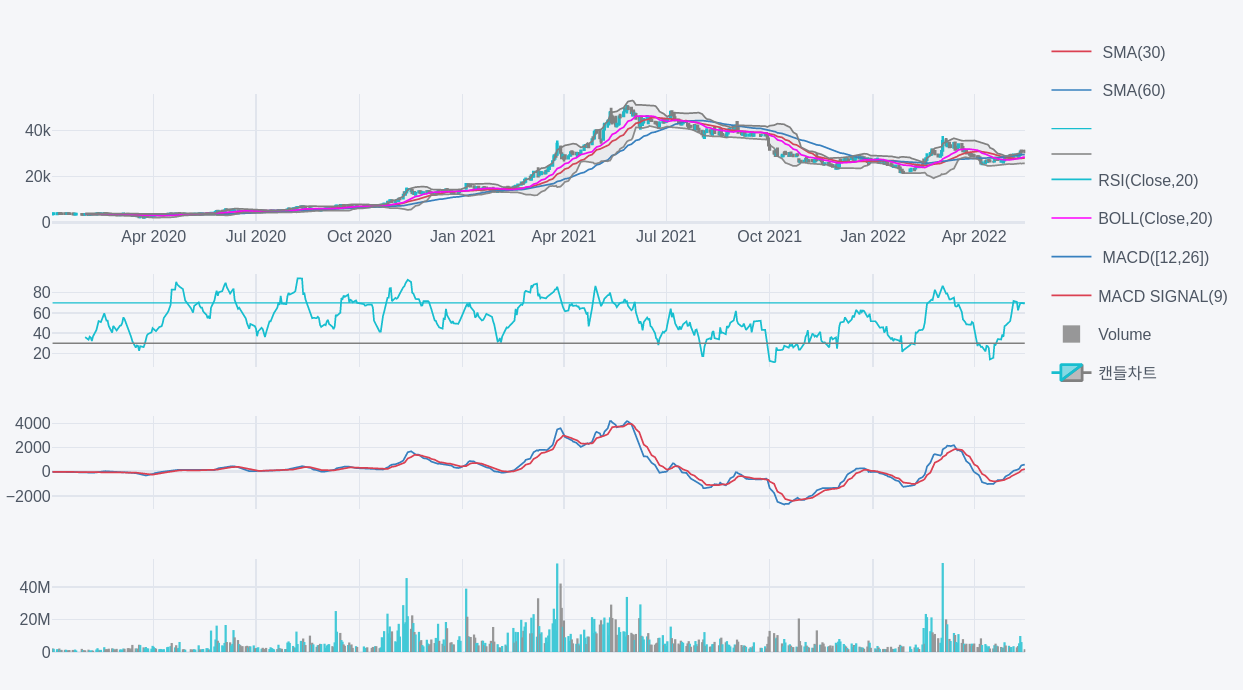 40k
20k
0
Apr 2020 Jul 2020 Oct 2020 Jan 2021 Apr 2021 Jul 2021 Oct 2021 Jan 2022 Apr 2022
80
60
40
20
4000
2000
0
−2000
40M
20M
0
SMA(30)
SMA(60)
RSI(Close,20)
BOLL(Close,20)
MACD([12,26])
MACD SIGNAL(9)
Volume
캔들차트